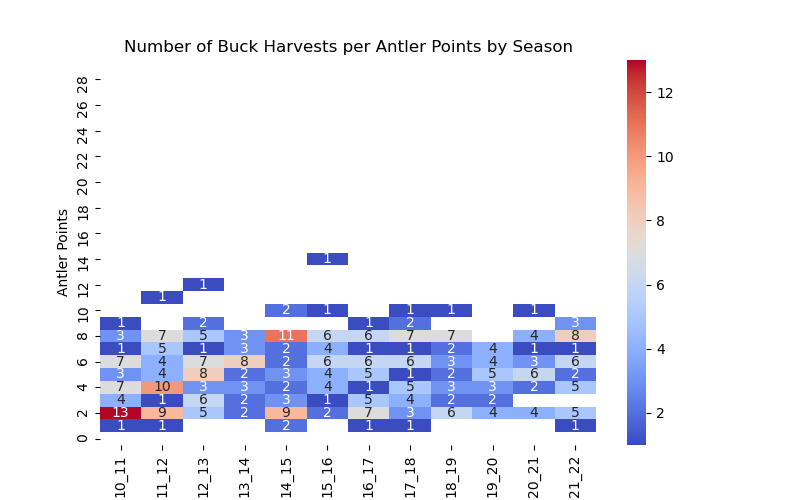 Number of Buck Harvests per Antler Points by Season
Antler Points
28
26
24
22
20
18
16
14 1
12 1
1
10 2 1 1 1 1
1 2 1 2 3
8 3 7 5 3 11 6 6 7 7 4 8
1 5 1 3 2 4 1 1 2 4 1 1
6 7 4 7 8 2 6 6 6 3 4 3 6
3 4 8 2 3 4 5 1 2 5 6 2
4 7 10 3 3 2 4 1 5 3 3 2 5
4 1 6 2 3 1 5 4 2 2
2 13 9 5 2 9 2 7 3 6 4 4 5
1 1 2 1 1 1
0
10_11 11_12 12_13 13_14 14_15 15_16 16_17 17_18 18_19 19_20 20_21 21_22
12
10
8
6
4
2